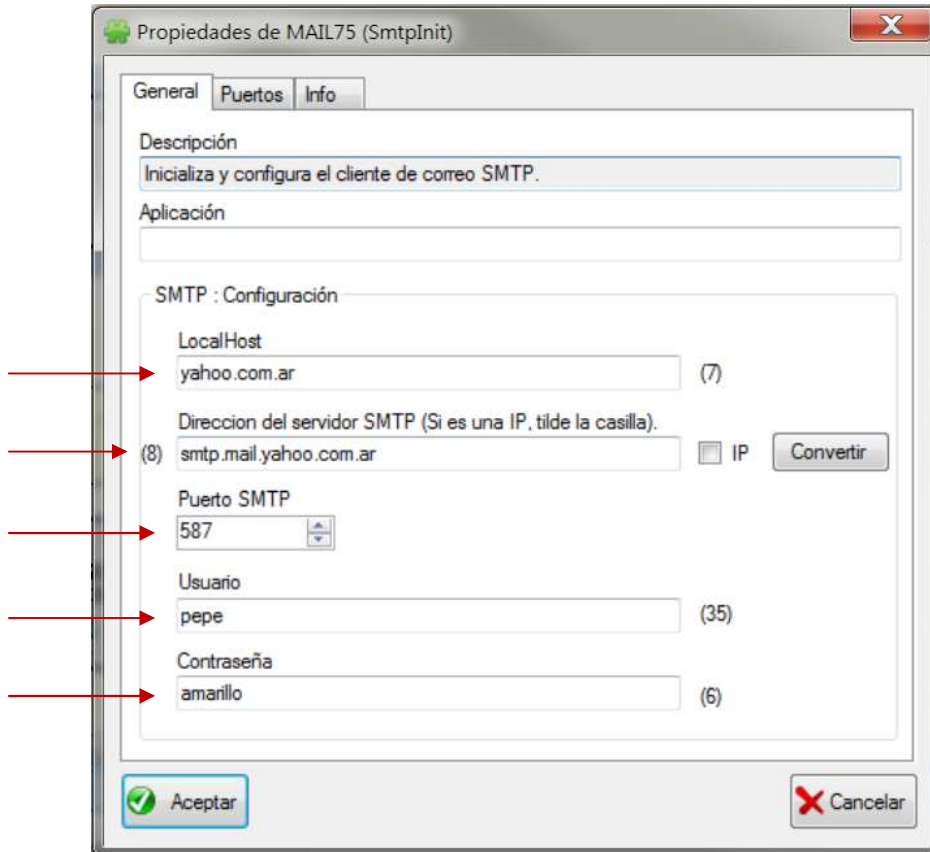 Propiedades de MAIL75 (SmtpInit)
General Puertos Info
Descripción
Inicializa y configura el cliente de correo SMTP.
Aplicación
SMTP : Configuración
LocalHost
yahoo.com.ar (7)
Direccion del servidor SMTP (Si es una IP, tilde la casilla).
(8) smtp.mail.yahoo.com.ar IP Convertir
Puerto SMTP
587
Usuario
pepe (35)
Contraseña
amarillo (6)
Aceptar Cancelar